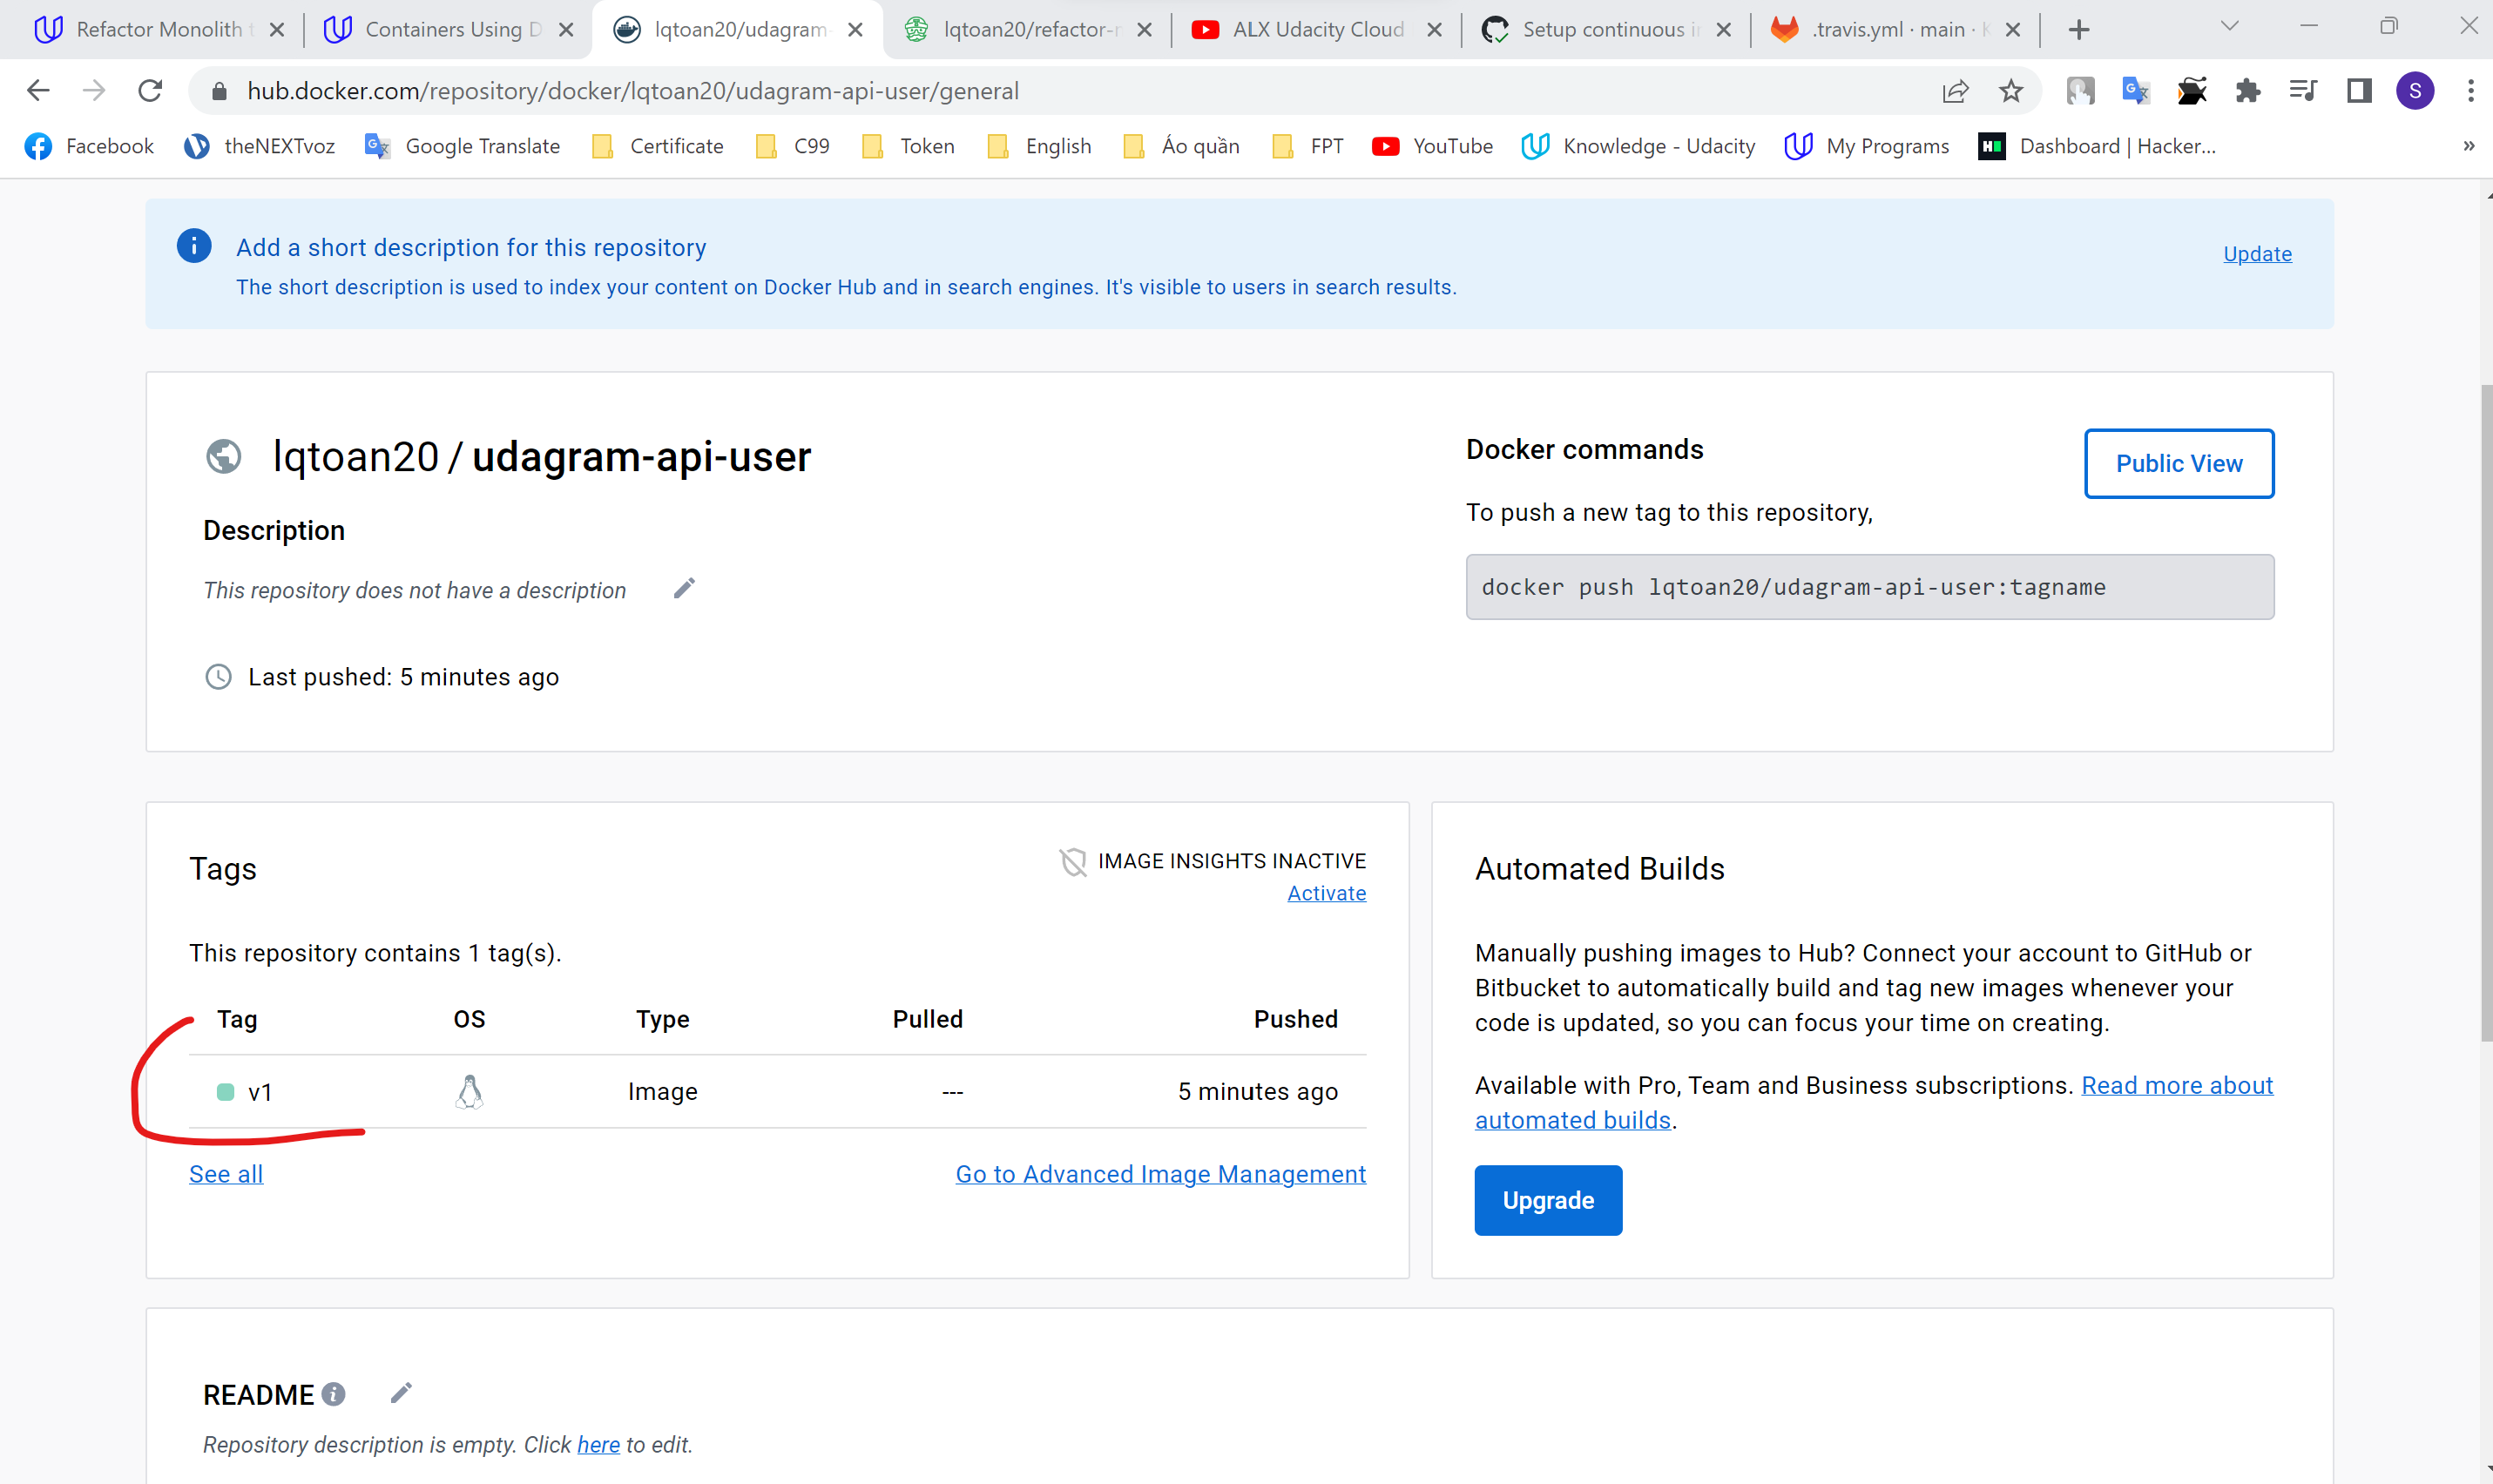 Refactor Monolith t
Containers Using D
lqtoan20/udagram-
lqtoan20/refactor-r
ALX Udacity Cloud
Setup continuous i
.travis.yml · main · K
hub.docker.com/repository/docker/lqtoan20/udagram-api-user/general
S
Facebook
theNEXTvoz
Google Translate
Certificate
C99
Token
English
Áo quần
FPT
YouTube
Knowledge - Udacity
My Programs
Dashboard | Hacker...
»
Add a short description for this repository
Update
The short description is used to index your content on Docker Hub and in search engines. It's visible to users in search results.
lqtoan20 / udagram-api-user
Description
This repository does not have a description
Last pushed: 5 minutes ago
Docker commands
Public View
To push a new tag to this repository,
docker push lqtoan20/udagram-api-user:tagname
Tags
IMAGE INSIGHTS INACTIVE
Activate
This repository contains 1 tag(s).
Tag OS Type Pulled Pushed
v1 Image --- 5 minutes ago
See all
Go to Advanced Image Management
Automated Builds
Manually pushing images to Hub? Connect your account to GitHub or
Bitbucket to automatically build and tag new images whenever your
code is updated, so you can focus your time on creating.
Available with Pro, Team and Business subscriptions. Read more about
automated builds.
Upgrade
README
Repository description is empty. Click here to edit.